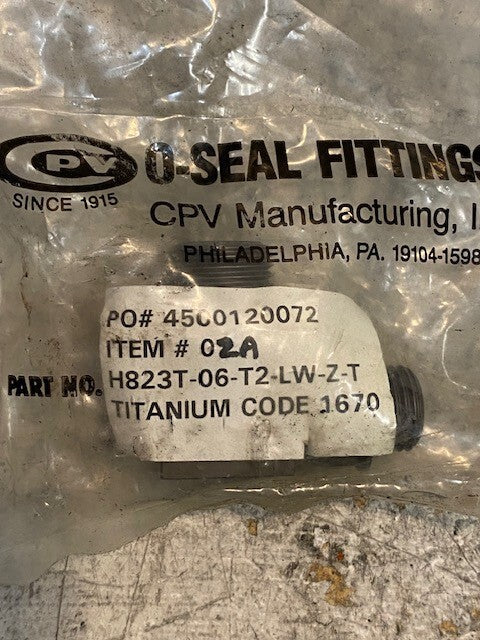 CPV O-SEAL FITTINGS
SINCE 1915
CPV Manufacturing, I
PHILADELPHIA, PA. 19104-1598
PO# 4500120072
ITEM # 02A
PART NO. H823T-06-T2-LW-Z-T
TITANIUM CODE 1670